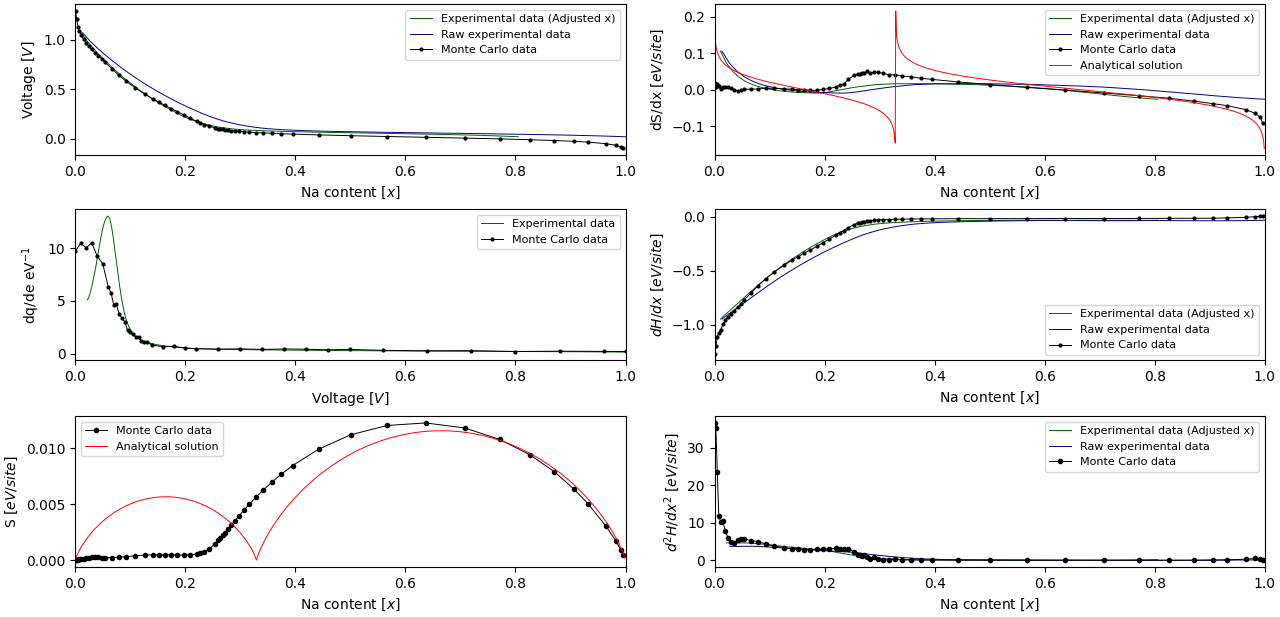 Voltage [V]
1.0
0.5
0.0
Experimental data (Adjusted x)
Raw experimental data
Monte Carlo data
0.0 0.2 0.4 0.6 0.8 1.0
Na content [x]
dS/dx [eV/site]
0.2
0.1
0.0
−0.1
Experimental data (Adjusted x)
Raw experimental data
Monte Carlo data
Analytical solution
0.0 0.2 0.4 0.6 0.8 1.0
Na content [x]
dq/de eV⁻¹
10
5
0
Experimental data
Monte Carlo data
0.0 0.2 0.4 0.6 0.8 1.0
Voltage [V]
dH/dx [eV/site]
0.0
−0.5
−1.0
Experimental data (Adjusted x)
Raw experimental data
Monte Carlo data
0.0 0.2 0.4 0.6 0.8 1.0
Na content [x]
S [eV/site]
0.010
0.005
0.000
Monte Carlo data
Analytical solution
0.0 0.2 0.4 0.6 0.8 1.0
Na content [x]
d²H/dx² [eV/site]
30
20
10
0
Experimental data (Adjusted x)
Raw experimental data
Monte Carlo data
0.0 0.2 0.4 0.6 0.8 1.0
Na content [x]